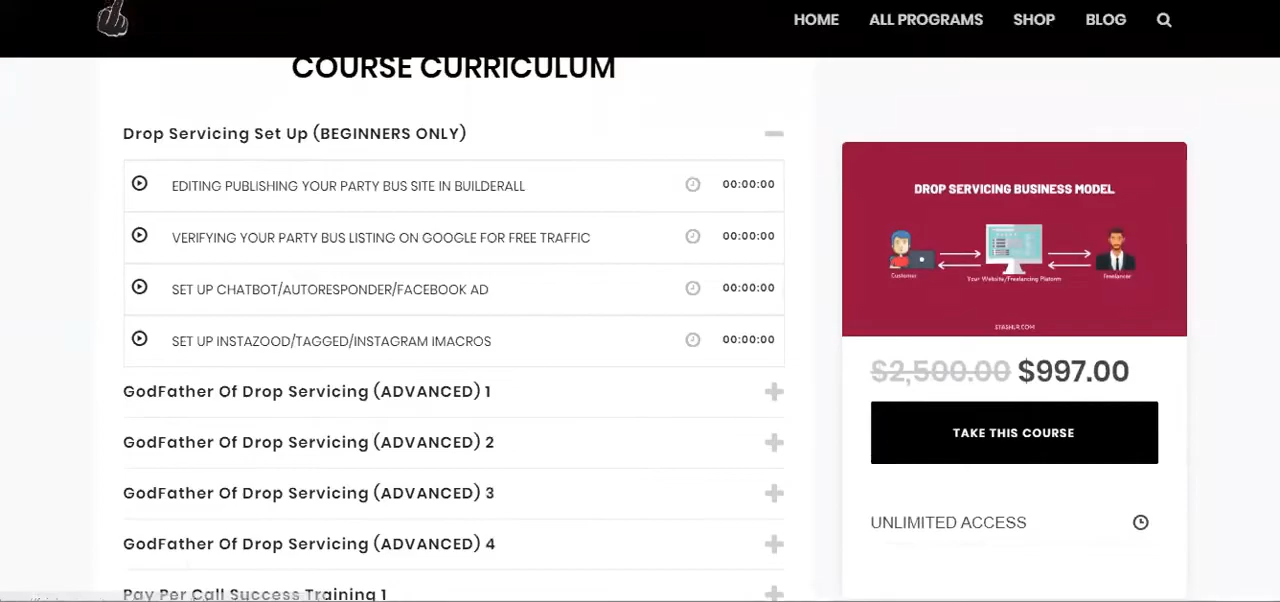 HOME
ALL PROGRAMS
SHOP
BLOG
COURSE CURRICULUM
Drop Servicing Set Up (BEGINNERS ONLY)
EDITING PUBLISHING YOUR PARTY BUS SITE IN BUILDERALL 00:00:00
VERIFYING YOUR PARTY BUS LISTING ON GOOGLE FOR FREE TRAFFIC 00:00:00
SET UP CHATBOT/AUTORESPONDER/FACEBOOK AD 00:00:00
SET UP INSTAZOOD/TAGGED/INSTAGRAM IMACROS 00:00:00
GodFather Of Drop Servicing (ADVANCED) 1
GodFather Of Drop Servicing (ADVANCED) 2
GodFather Of Drop Servicing (ADVANCED) 3
GodFather Of Drop Servicing (ADVANCED) 4
Pay Per Call Success Training 1
DROP SERVICING BUSINESS MODEL
Customer
Your Website/Freelancing Platform
Freelancer
STASHLR.COM
$2,500.00 $997.00
TAKE THIS COURSE
UNLIMITED ACCESS